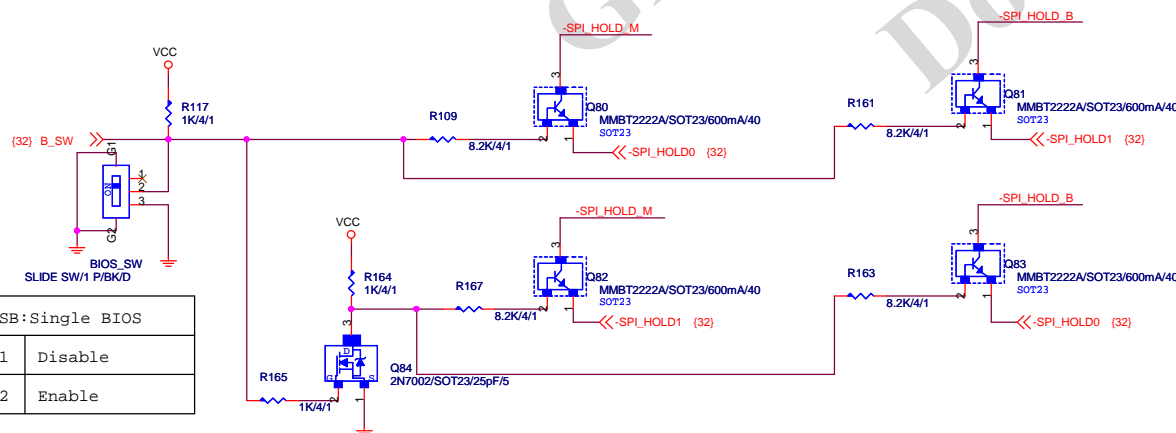 -SPI_HOLD_M
-SPI_HOLD_B
VCC
R117
1K/4/1
{32} B_SW
R109
8.2K/4/1
3
2
1
Q80
MMBT2222A/SOT23/600mA/40
SOT23
-SPI_HOLD0 {32}
R161
8.2K/4/1
3
2
1
Q81
MMBT2222A/SOT23/600mA/40
SOT23
-SPI_HOLD1 {32}
G1
1
2
3
ON
G2
BIOS_SW
SLIDE SW/1 P/BK/D
VCC
R164
1K/4/1
R167
8.2K/4/1
-SPI_HOLD_M
3
2
1
Q82
MMBT2222A/SOT23/600mA/40
SOT23
-SPI_HOLD1 {32}
-SPI_HOLD_B
R163
8.2K/4/1
3
2
1
Q83
MMBT2222A/SOT23/600mA/40
SOT23
-SPI_HOLD0 {32}
3
D
G
S
2
1
Q84
2N7002/SOT23/25pF/5
R165
1K/4/1
SB:Single BIOS
1 Disable
2 Enable